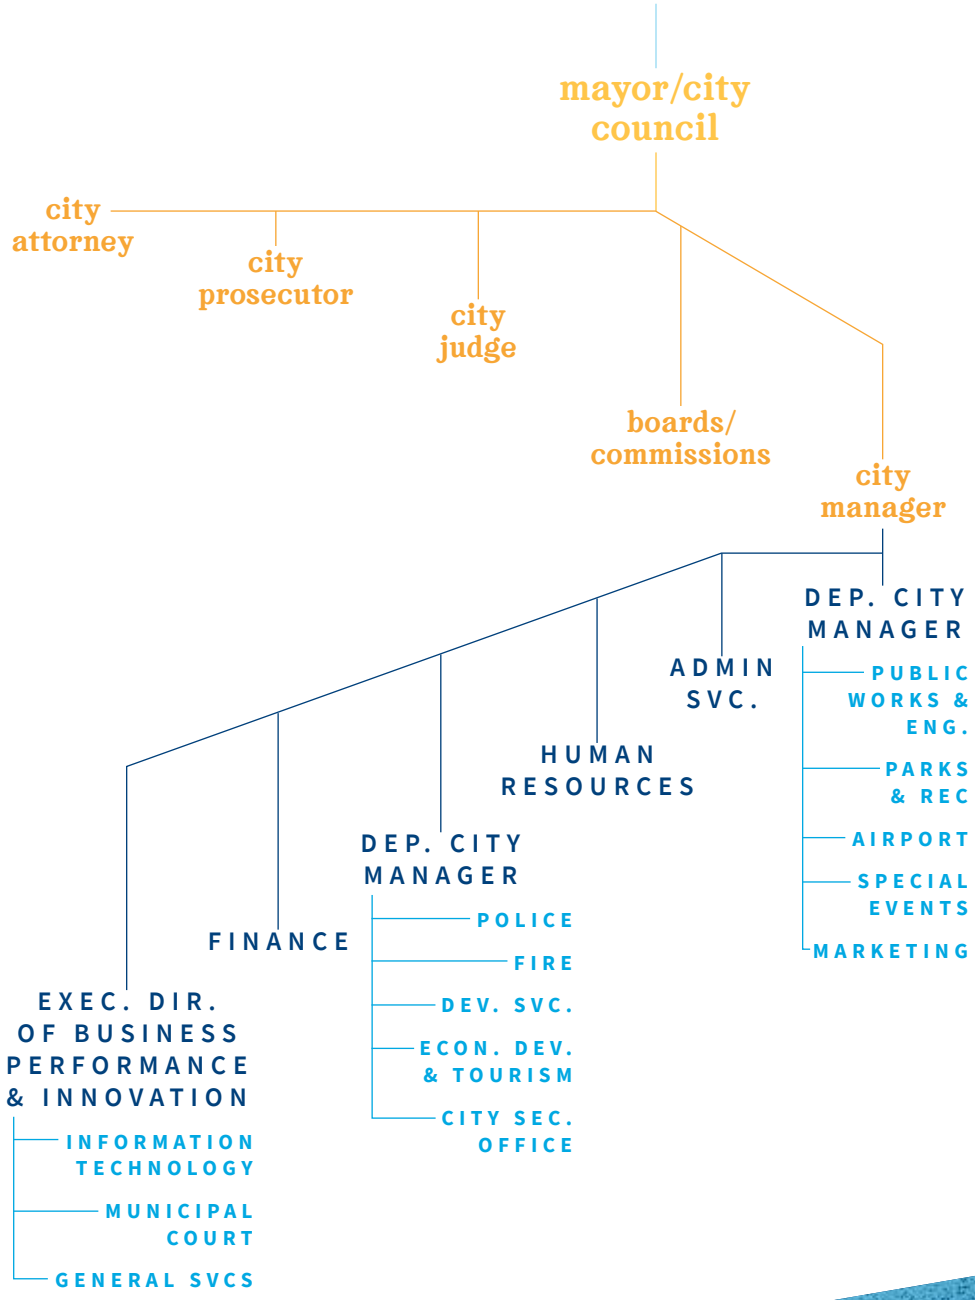 mayor/city
council
city
attorney
city
prosecutor
city
judge
boards/
commissions
city
manager
DEP. CITY
MANAGER
PUBLIC
WORKS &
ENG.
PARKS
& REC
AIRPORT
SPECIAL
EVENTS
MARKETING
ADMIN
SVC.
HUMAN
RESOURCES
DEP. CITY
MANAGER
POLICE
FIRE
DEV. SVC.
ECON. DEV.
& TOURISM
CITY SEC.
OFFICE
FINANCE
EXEC. DIR.
OF BUSINESS
PERFORMANCE
& INNOVATION
INFORMATION
TECHNOLOGY
MUNICIPAL
COURT
GENERAL SVCS